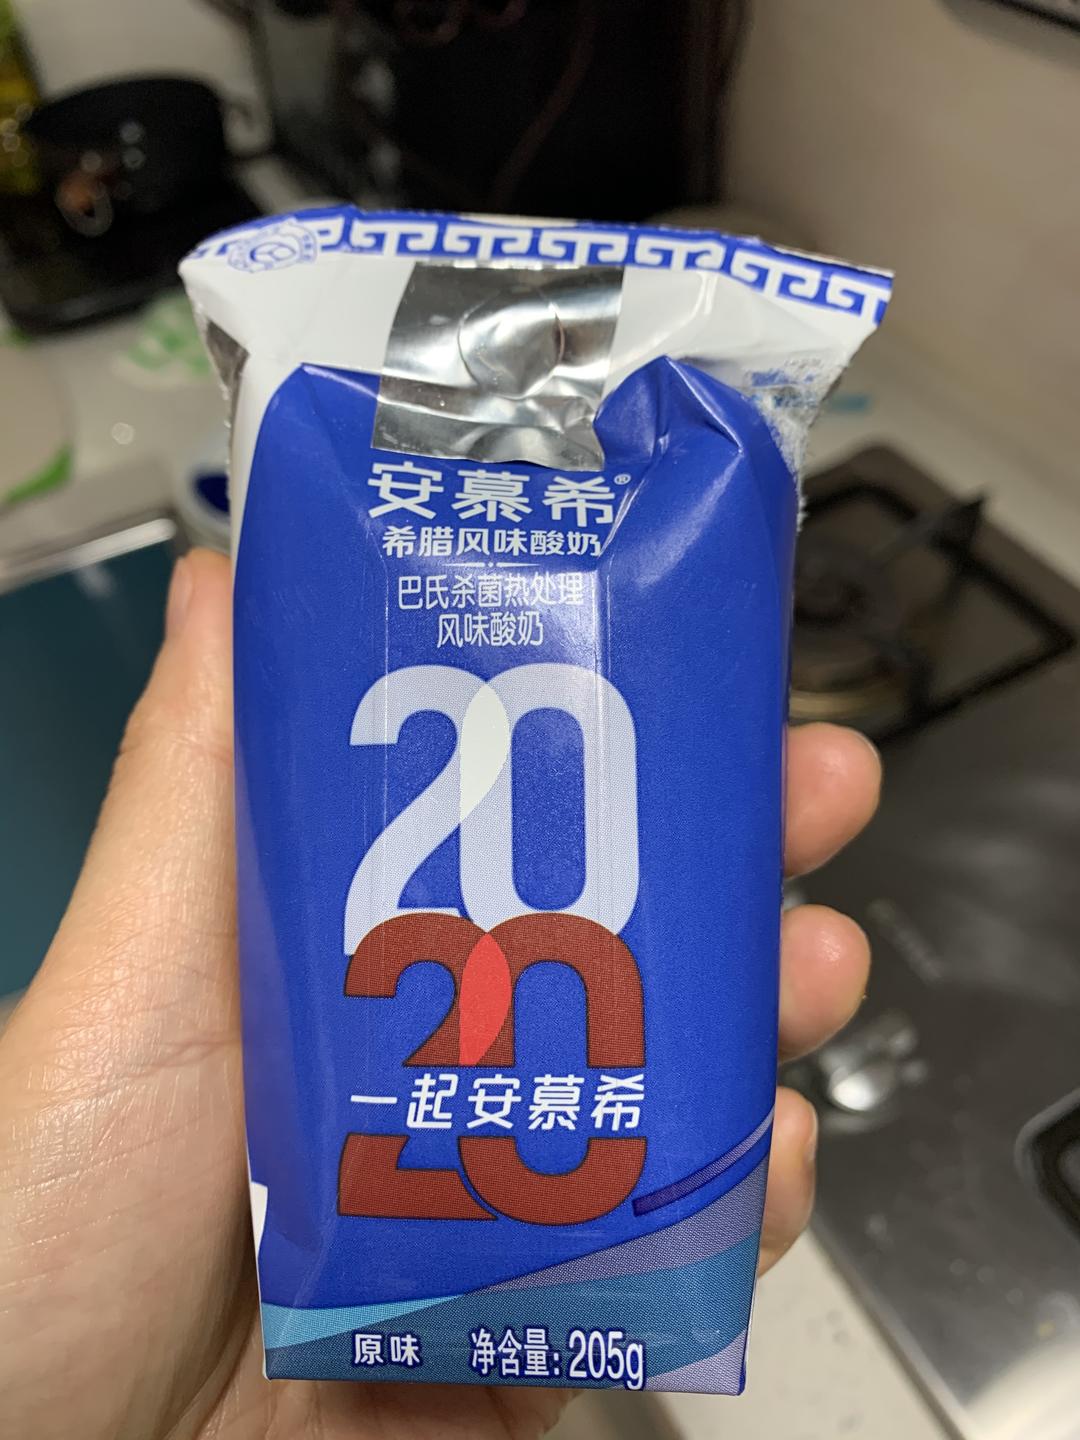 安慕希®
希腊风味酸奶
巴氏杀菌热处理
风味酸奶
20
20
一起安慕希
原味 净含量:205g